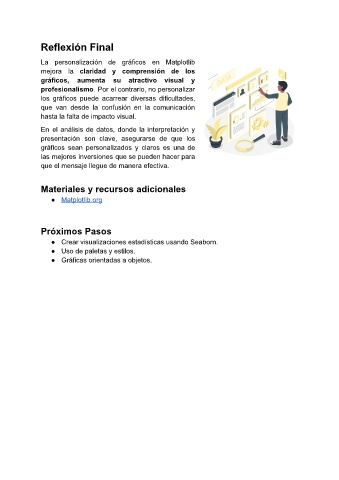 Reflexión Final
La personalización de gráficos en Matplotlib
mejora la claridad y comprensión de los
gráficos, aumenta su atractivo visual y
profesionalismo. Por el contrario, no personalizar
los gráficos puede acarrear diversas dificultades,
que van desde la confusión en la comunicación
hasta la falta de impacto visual.
En el análisis de datos, donde la interpretación y
presentación son clave, asegurarse de que los
gráficos sean personalizados y claros es una de
las mejores inversiones que se pueden hacer para
que el mensaje llegue de manera efectiva.
Materiales y recursos adicionales
● Matplotlib.org
Próximos Pasos
● Crear visualizaciones estadísticas usando Seaborn.
● Uso de paletas y estilos.
● Gráficas orientadas a objetos.